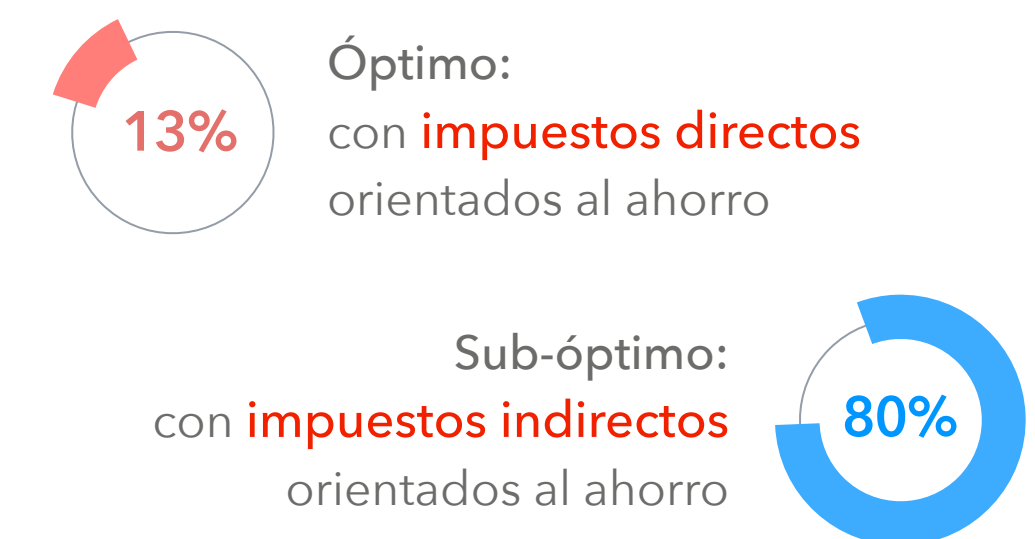 13%
Óptimo:
con impuestos directos
orientados al ahorro
Sub-óptimo:
con impuestos indirectos
orientados al ahorro
80%